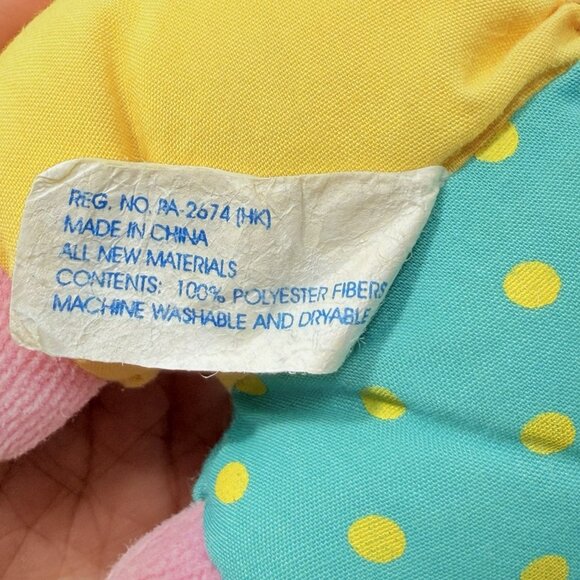 REG. NO. PA-2674 (HK)
MADE IN CHINA
ALL NEW MATERIALS
CONTENTS: 100% POLYESTER FIBERS
MACHINE WASHABLE AND DRYABLE